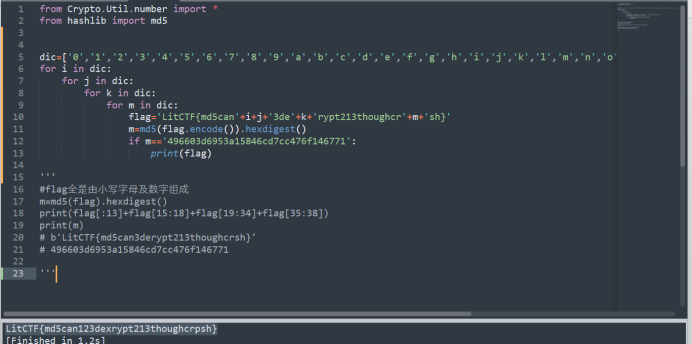 1 from Crypto.Util.number import *
2 from hashlib import md5
3
4
5 dic=['0','1','2','3','4','5','6','7','8','9','a','b','c','d','e','f','g','h','i','j','k','l','m','n','o'
6 for i in dic:
7 for j in dic:
8 for k in dic:
9 for m in dic:
10 flag='LitCTF{md5can'+i+j+'3de'+k+'rypt213thoughcr'+m+'sh}'
11 m=md5(flag.encode()).hexdigest()
12 if m=='496603d6953a15846cd7cc476f146771':
13 print(flag)
14
15 '''
16 #flag全是由小写字母及数字组成
17 m=md5(flag).hexdigest()
18 print(flag[:13]+flag[15:18]+flag[19:34]+flag[35:38])
19 print(m)
20 # b'LitCTF{md5can3derypt213thoughcrsh}'
21 # 496603d6953a15846cd7cc476f146771
22
23 '''
LitCTF{md5can123dexrypt213thoughcrpsh}
[Finished in 1.2s]